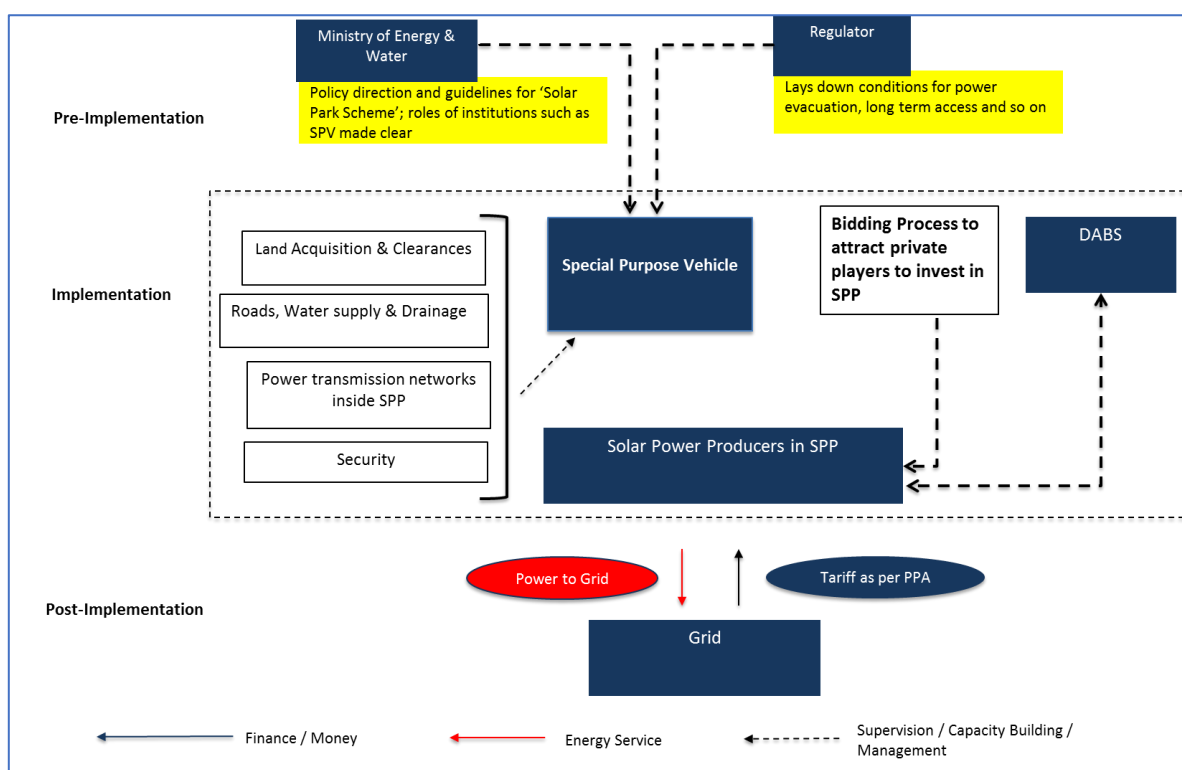 Ministry of Energy &
Water
Regulator
Policy direction and guidelines for ‘Solar
Park Scheme’; roles of institutions such as
SPV made clear
Lays down conditions for power
evacuation, long term access and so on
Pre-Implementation
Land Acquisition & Clearances
Roads, Water supply & Drainage
Power transmission networks
inside SPP
Security
Implementation
Special Purpose Vehicle
Bidding Process to
attract private
players to invest in
SPP
DABS
Solar Power Producers in SPP
Power to Grid
Tariff as per PPA
Post-Implementation
Grid
Finance / Money
Energy Service
Supervision / Capacity Building /
Management